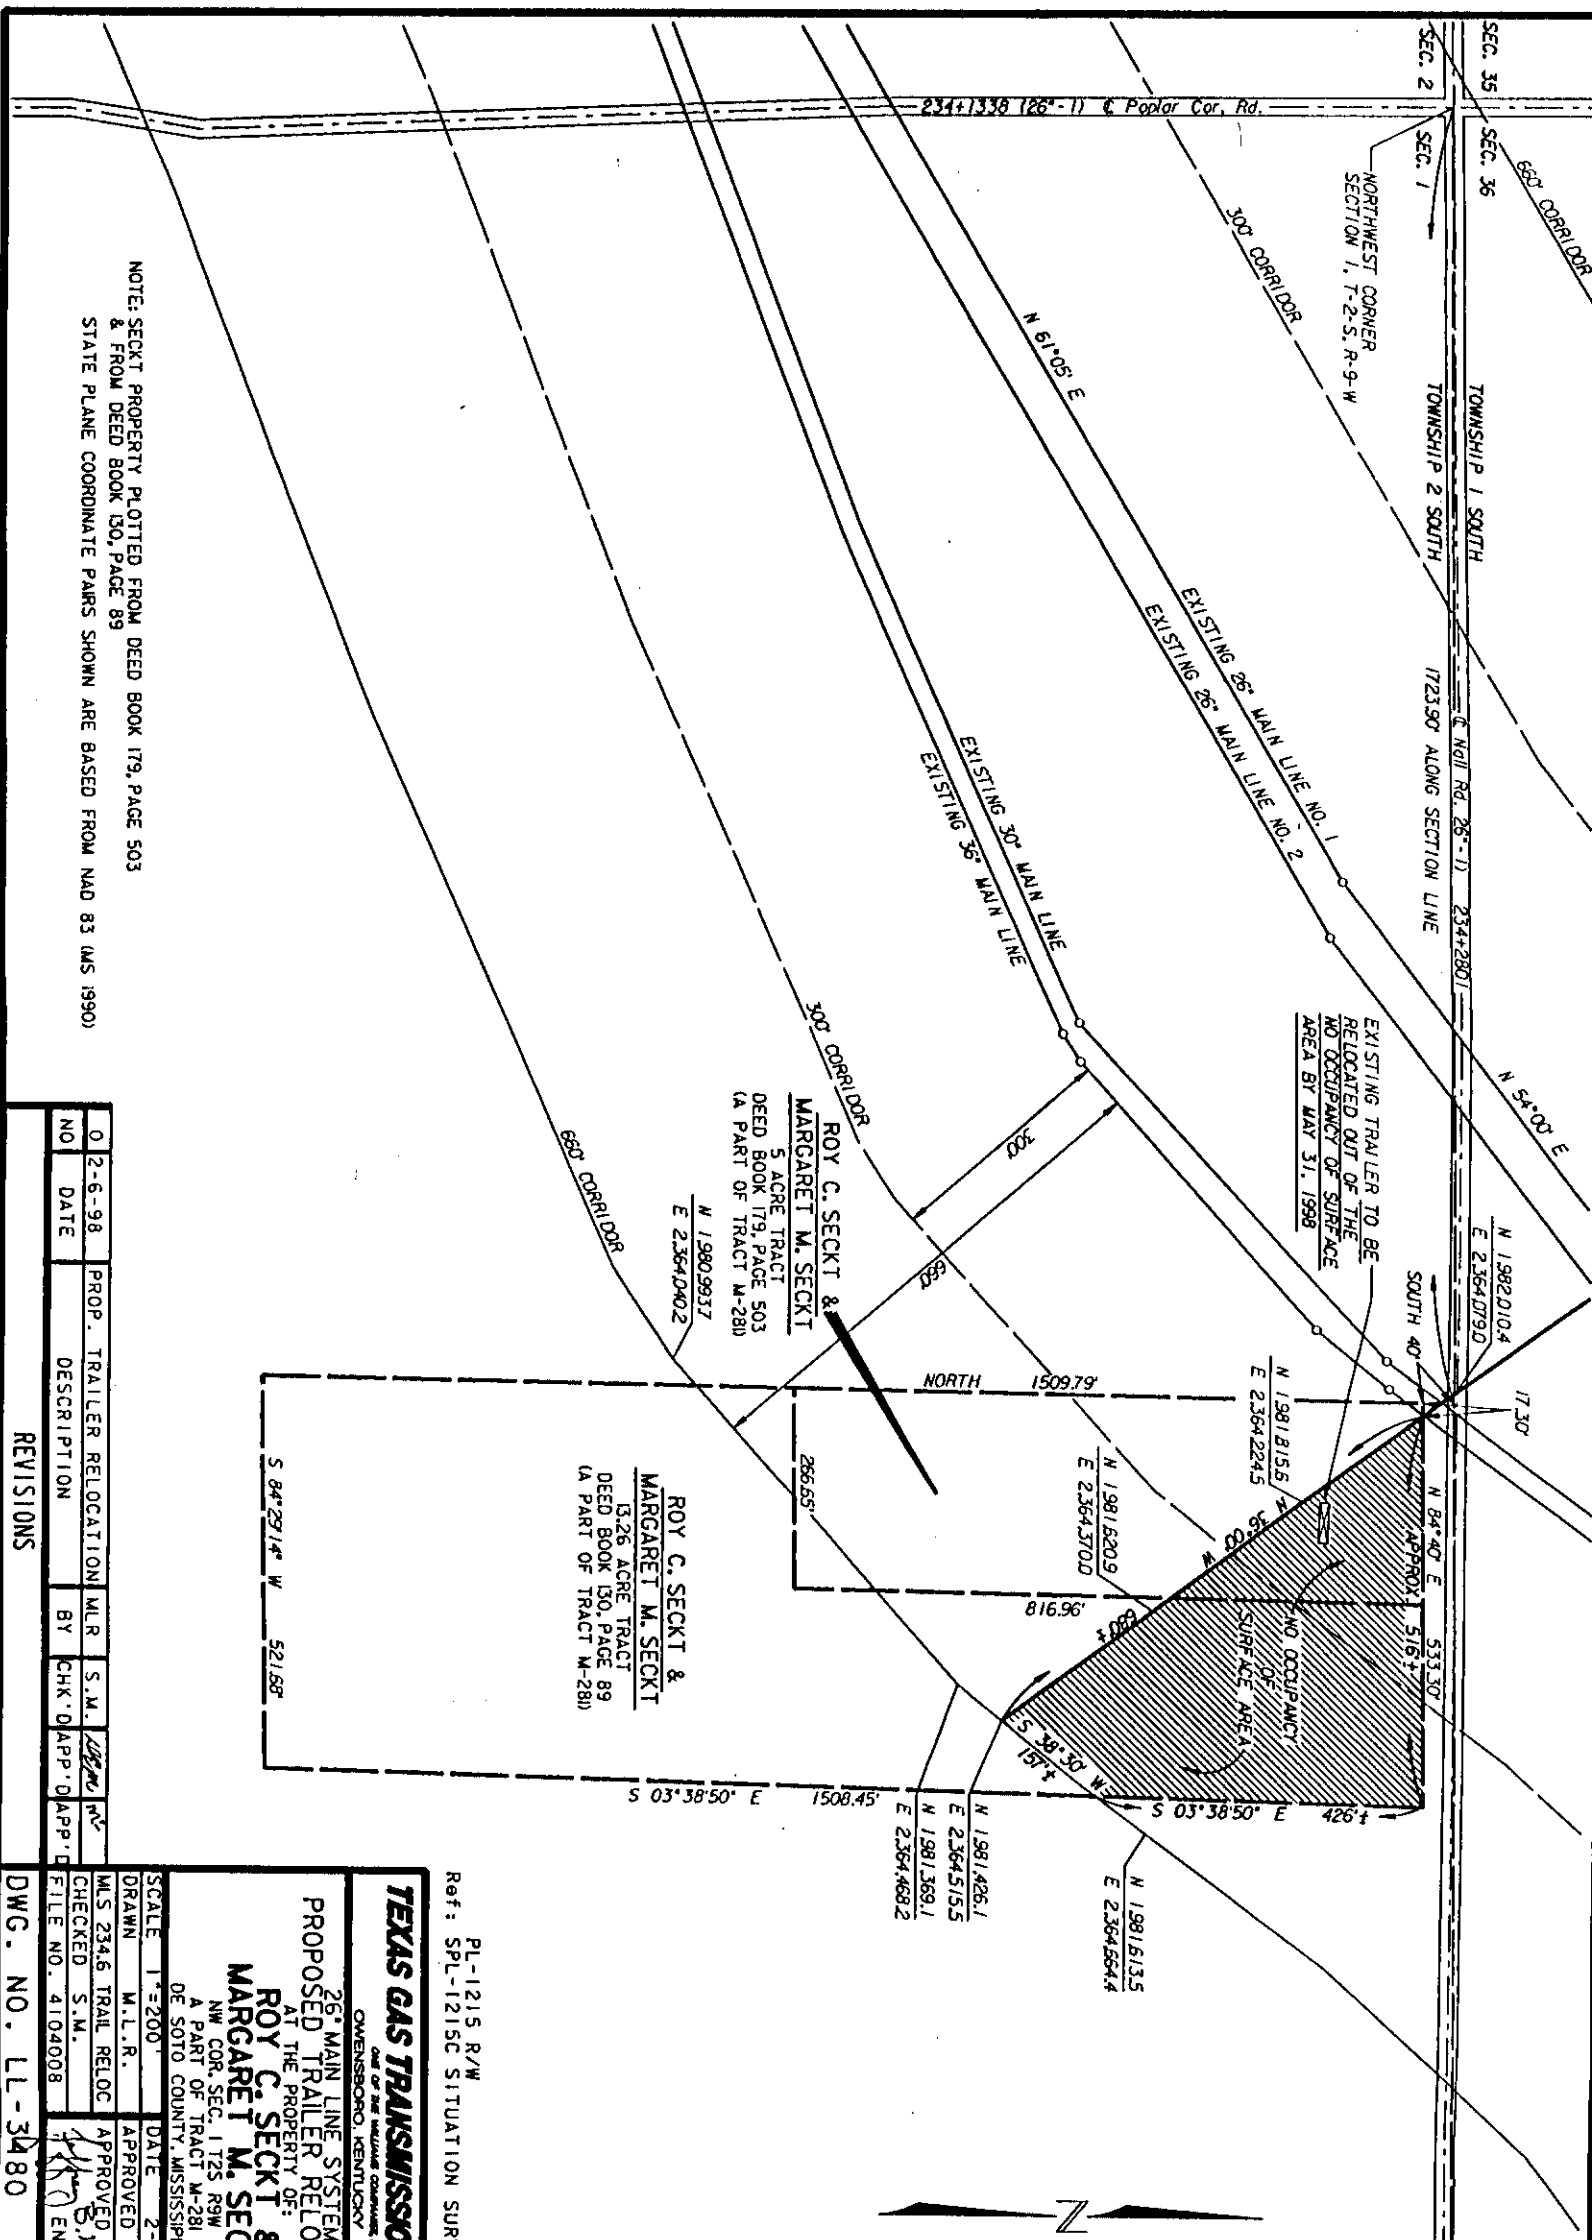 SEC. 35
SEC. 36
SEC. 2
SEC. 1
660' CORRIDOR
NORTHWEST CORNER
SECTION 1, T-2-S, R-9-W
300' CORRIDOR
TOWNSHIP 1 SOUTH
TOWNSHIP 2 SOUTH
℄ Nall Rd. 26"-1) 234+2801
1723.90' ALONG SECTION LINE
234+1338 (26"-1) ℄ Poplar Cor. Rd.
N 61°05' E
EXISTING 26" MAIN LINE NO. 1
EXISTING 26" MAIN LINE NO. 2
EXISTING 30" MAIN LINE
EXISTING 36" MAIN LINE
N 54°00' E
EXISTING TRAILER TO BE
RELOCATED OUT OF THE
NO OCCUPANCY OF SURFACE
AREA BY MAY 31, 1998
N 1,982,010.4
E 2,364,079.0
SOUTH 40'
17.30'
N 84°40' E 533.30'
APPROX. 516'±
N 1,981,815.6
E 2,364,224.5
N 36°00' W
680'±
NO OCCUPANCY
OF
SURFACE AREA
N 1,981,620.9
E 2,364,370.0
NORTH 1509.79'
816.96'
266.65'
300'
660'
300' CORRIDOR
660' CORRIDOR
ROY C. SECKT &
MARGARET M. SECKT
5 ACRE TRACT
DEED BOOK 179, PAGE 503
(A PART OF TRACT M-281)
N 1,980,993.7
E 2,364,040.2
ROY C. SECKT &
MARGARET M. SECKT
13.26 ACRE TRACT
DEED BOOK 130, PAGE 89
(A PART OF TRACT M-281)
S 84°29'14" W 521.68'
S 38°30' W
157'±
S 03°38'50" E 426'±
S 03°38'50" E 1508.45'
N 1,981,426.1
E 2,364,515.5
N 1,981,369.1
E 2,364,468.2
N 1,981,613.5
E 2,364,664.4
NOTE: SECKT PROPERTY PLOTTED FROM DEED BOOK 179, PAGE 503
& FROM DEED BOOK 130, PAGE 89
STATE PLANE COORDINATE PAIRS SHOWN ARE BASED FROM NAD 83 (MS 1990)
N
Ref: PL-1215 R/W
SPL-1215C SITUATION SUR
TEXAS GAS TRANSMISSIO
ONE OF THE WILLIAMS COMPANIES
OWENSBORO, KENTUCKY
26" MAIN LINE SYSTEM
PROPOSED TRAILER RELO
AT THE PROPERTY OF:
ROY C. SECKT &
MARGARET M. SEC
NW COR. SEC. 1 T2S R9W
A PART OF TRACT M-281
DE SOTO COUNTY, MISSISSIP
SCALE 1"=200' DATE 2-
DRAWN M.L.R. APPROVED
MLS 234.6 TRAIL RELOC APPROVED
CHECKED S.M.
FILE NO. 4104008 EN
DWG. NO. LL-3480
0 2-6-98 PROP. TRAILER RELOCATION MLR S.M.
NO DATE DESCRIPTION BY CHK'D APP'D APP'D
REVISIONS